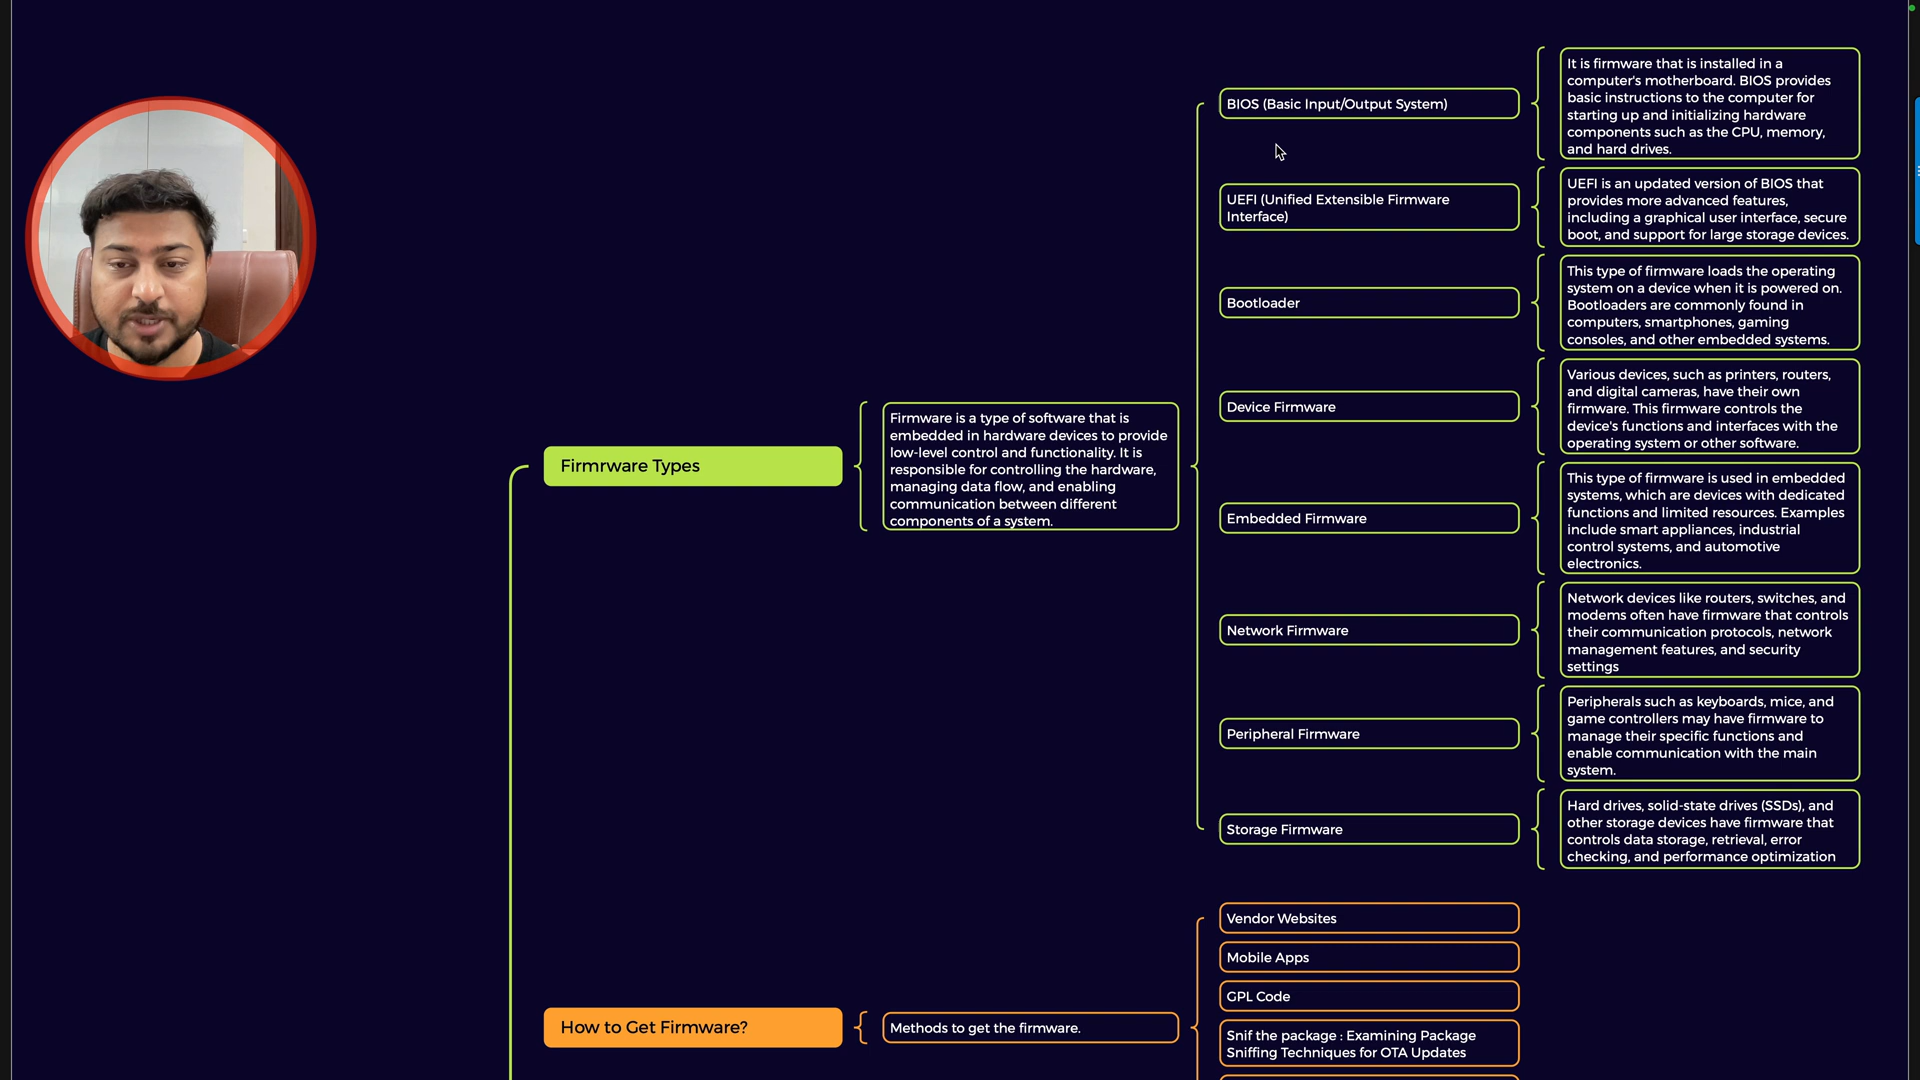 Firmrware Types
Firmware is a type of software that is
embedded in hardware devices to provide
low-level control and functionality. It is
responsible for controlling the hardware,
managing data flow, and enabling
communication between different
components of a system.
BIOS (Basic Input/Output System)
It is firmware that is installed in a
computer's motherboard. BIOS provides
basic instructions to the computer for
starting up and initializing hardware
components such as the CPU, memory,
and hard drives.
UEFI (Unified Extensible Firmware
Interface)
UEFI is an updated version of BIOS that
provides more advanced features,
including a graphical user interface, secure
boot, and support for large storage devices.
Bootloader
This type of firmware loads the operating
system on a device when it is powered on.
Bootloaders are commonly found in
computers, smartphones, gaming
consoles, and other embedded systems.
Device Firmware
Various devices, such as printers, routers,
and digital cameras, have their own
firmware. This firmware controls the
device's functions and interfaces with the
operating system or other software.
Embedded Firmware
This type of firmware is used in embedded
systems, which are devices with dedicated
functions and limited resources. Examples
include smart appliances, industrial
control systems, and automotive
electronics.
Network Firmware
Network devices like routers, switches, and
modems often have firmware that controls
their communication protocols, network
management features, and security
settings
Peripheral Firmware
Peripherals such as keyboards, mice, and
game controllers may have firmware to
manage their specific functions and
enable communication with the main
system.
Storage Firmware
Hard drives, solid-state drives (SSDs), and
other storage devices have firmware that
controls data storage, retrieval, error
checking, and performance optimization
How to Get Firmware?
Methods to get the firmware.
Vendor Websites
Mobile Apps
GPL Code
Snif the package : Examining Package
Sniffing Techniques for OTA Updates